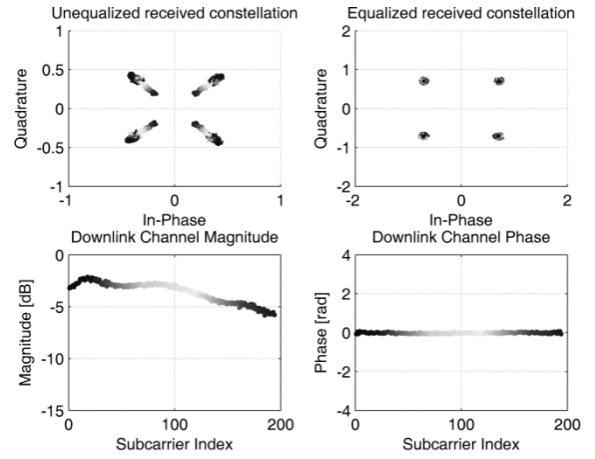 Unequalized received constellation
1
0.5
0
-0.5
-1
-1
0
1
Quadrature
In-Phase
Equalized received constellation
2
1
0
-1
-2
-2
0
2
Quadrature
In-Phase
Downlink Channel Magnitude
0
-5
-10
-15
0
100
200
Magnitude [dB]
Subcarrier Index
Downlink Channel Phase
4
2
0
-2
-4
0
100
200
Phase [rad]
Subcarrier Index